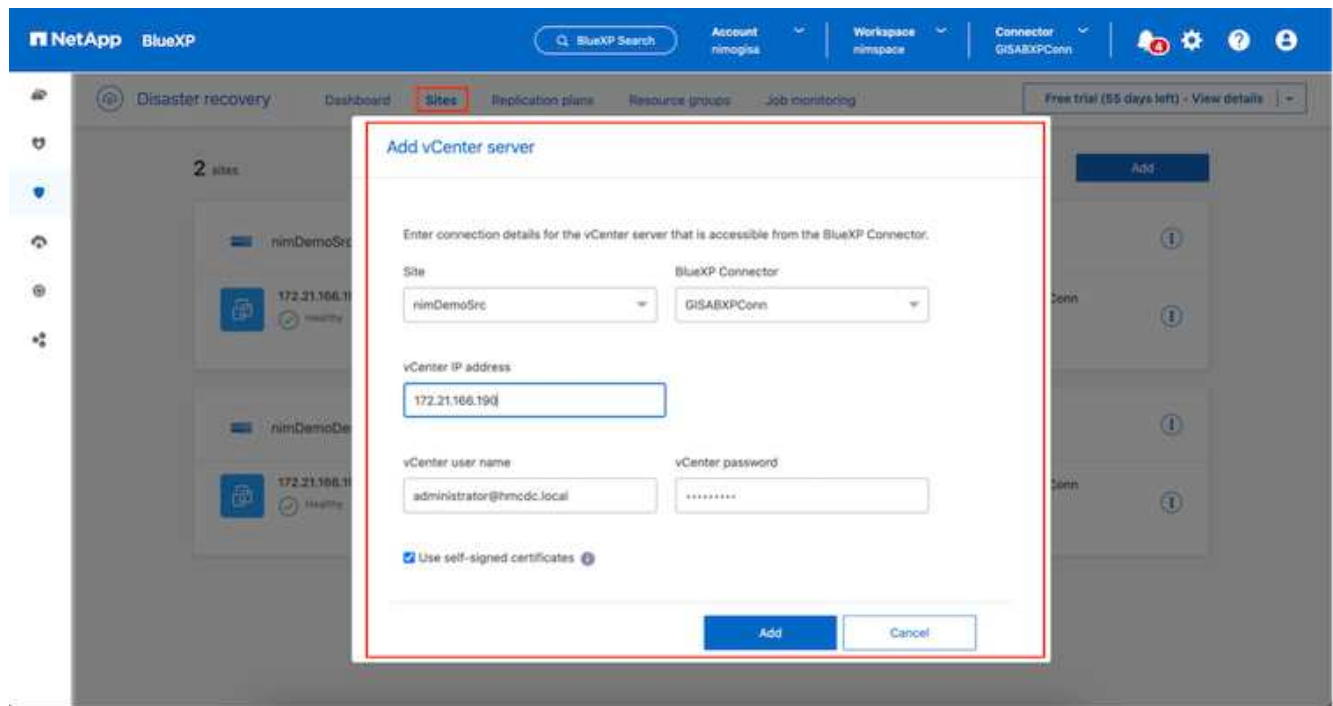 NetApp BlueXP BlueXP Search Account nimogisa Workspace nimspace Connector GISABXPConn 4
Disaster recovery Dashboard Sites Replication plans Resource groups Job monitoring Free trial (55 days left) - View details
Add vCenter server
2 sites Add
Enter connection details for the vCenter server that is accessible from the BlueXP Connector.
nimDemoSrc
Site BlueXP Connector
nimDemoSrc GISABXPConn
172.21.166.1
Healthy
Conn
vCenter IP address
172.21.166.190
nimDemoDe
vCenter user name vCenter password
administrator@hmcdc.local •••••••••
172.21.166.1
Healthy
Conn
Use self-signed certificates
Add Cancel